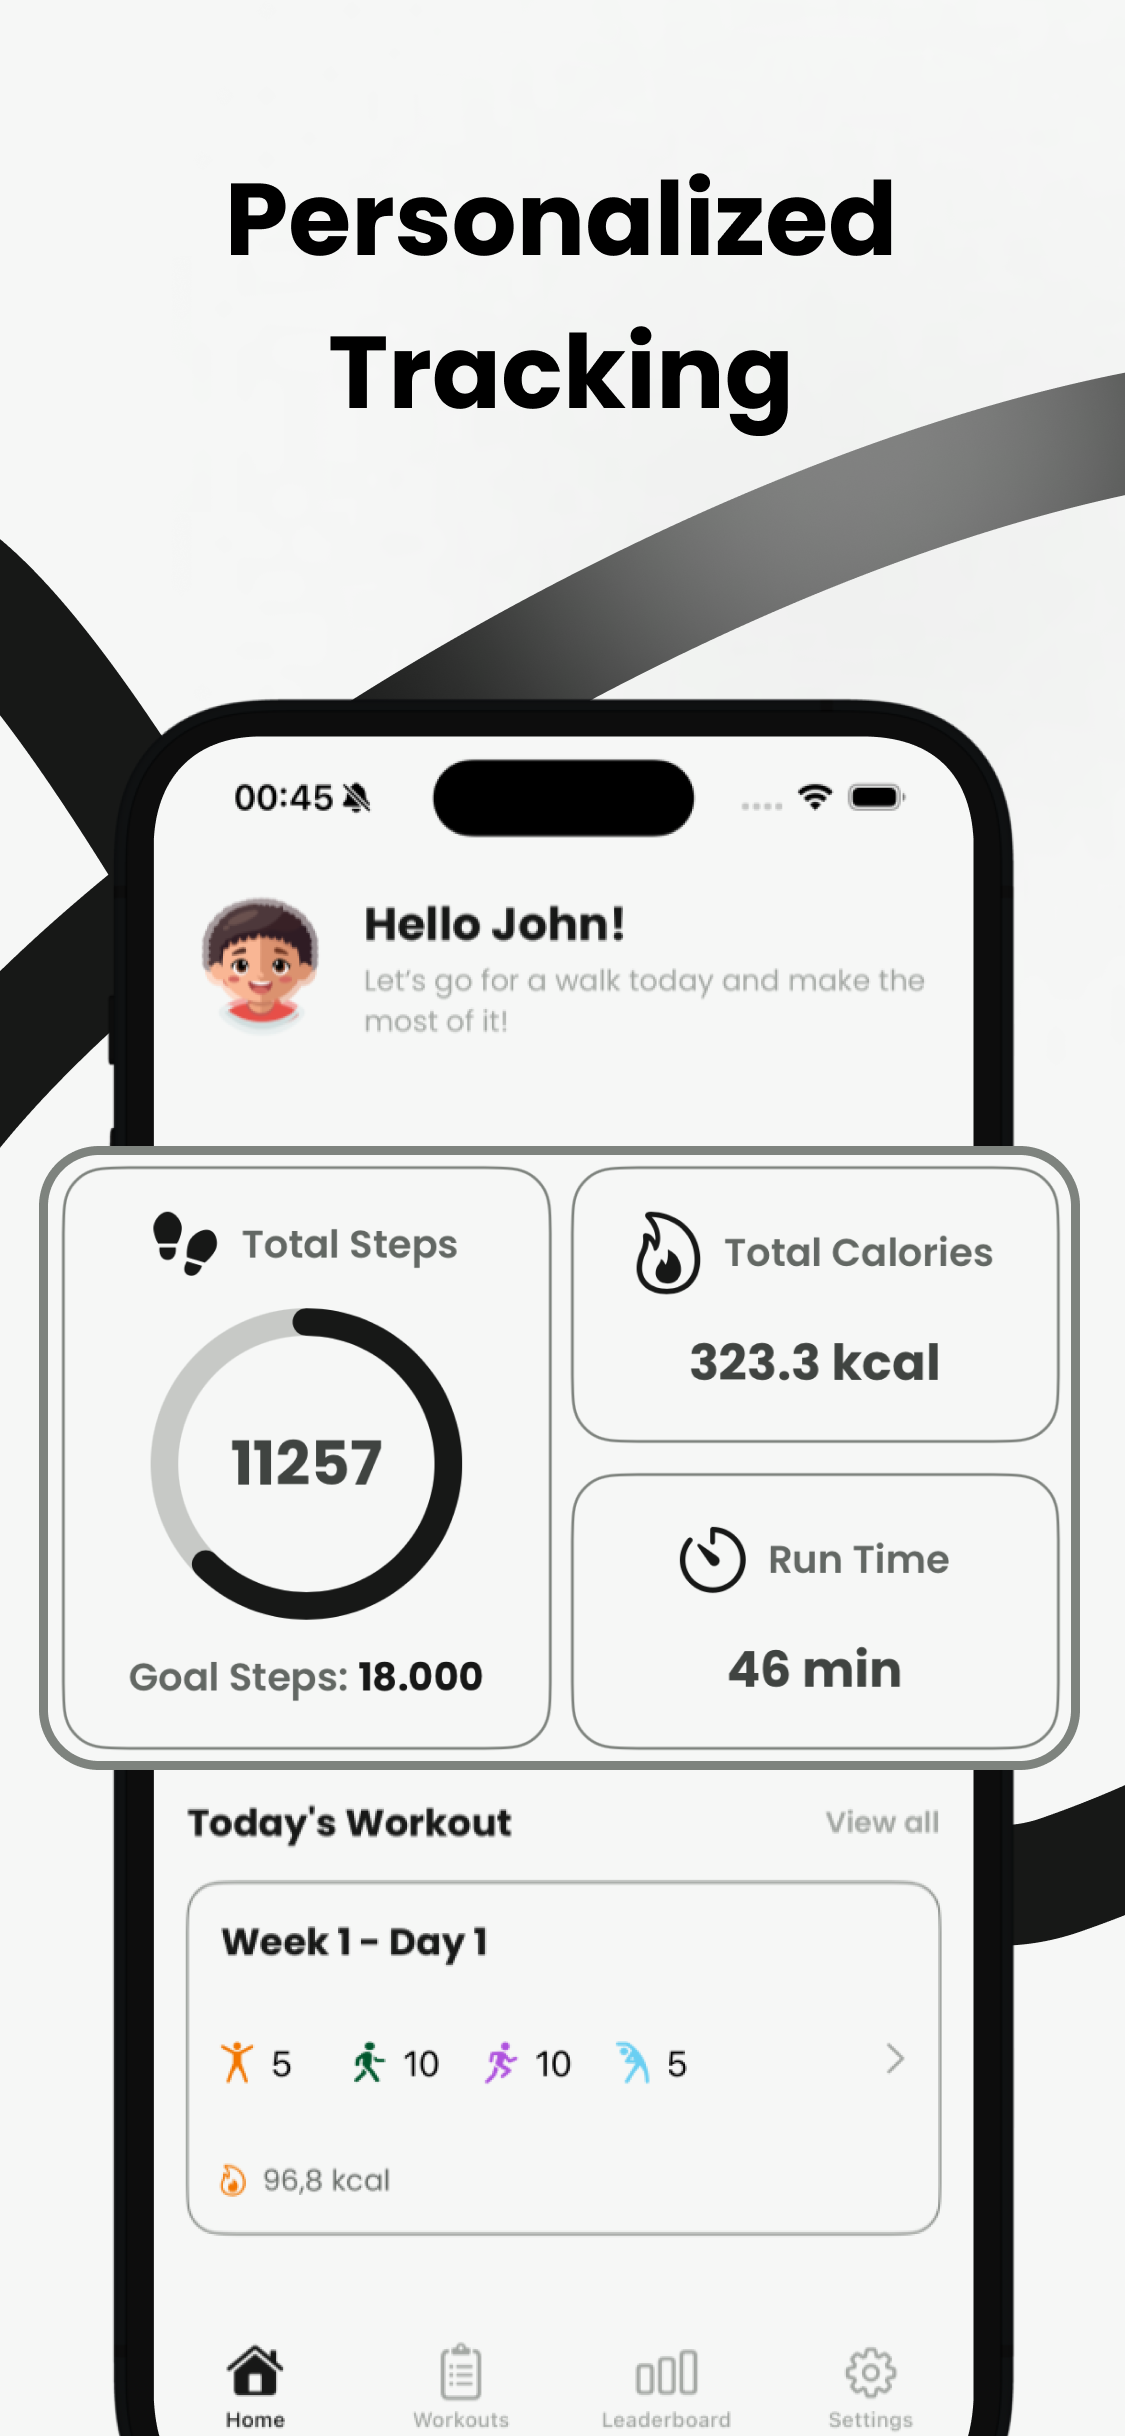 Personalized
Tracking
00:45
Hello John!
Let's go for a walk today and make the
most of it!
Total Steps
11257
Goal Steps: 18.000
Total Calories
323.3 kcal
Run Time
46 min
Today's Workout
View all
Week 1 - Day 1
5 10 10 5
96,8 kcal
Home Workouts Leaderboard Settings